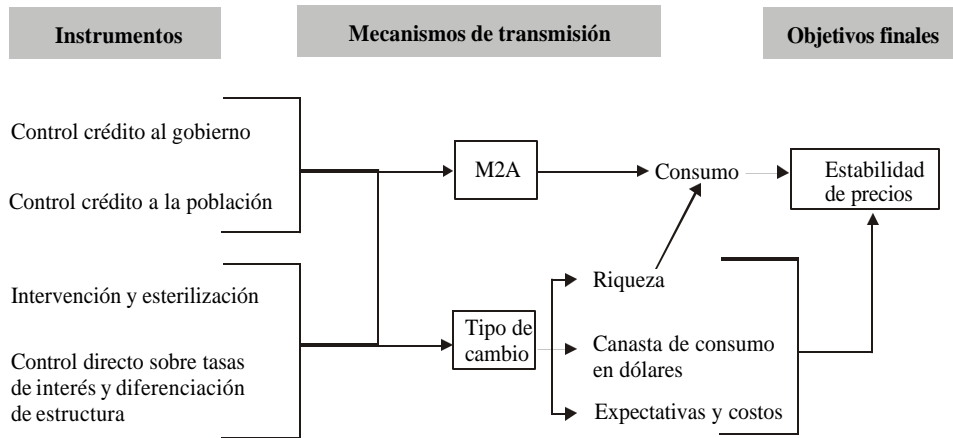 Instrumentos
Mecanismos de transmisión
Objetivos finales
Control crédito al gobierno
Control crédito a la población
M2A
Consumo
Estabilidad
de precios
Intervención y esterilización
Control directo sobre tasas
de interés y diferenciación
de estructura
Tipo de
cambio
Riqueza
Canasta de consumo
en dólares
Expectativas y costos